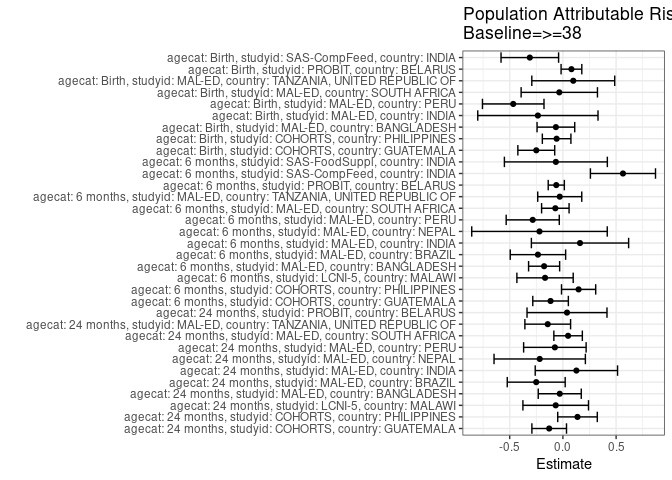 Population Attributable Ris
Baseline=>=38
agecat: Birth, studyid: SAS-CompFeed, country: INDIA
agecat: Birth, studyid: PROBIT, country: BELARUS
agecat: Birth, studyid: MAL-ED, country: TANZANIA, UNITED REPUBLIC OF
agecat: Birth, studyid: MAL-ED, country: SOUTH AFRICA
agecat: Birth, studyid: MAL-ED, country: PERU
agecat: Birth, studyid: MAL-ED, country: INDIA
agecat: Birth, studyid: MAL-ED, country: BANGLADESH
agecat: Birth, studyid: COHORTS, country: PHILIPPINES
agecat: Birth, studyid: COHORTS, country: GUATEMALA
agecat: 6 months, studyid: SAS-FoodSuppl, country: INDIA
agecat: 6 months, studyid: SAS-CompFeed, country: INDIA
agecat: 6 months, studyid: PROBIT, country: BELARUS
agecat: 6 months, studyid: MAL-ED, country: TANZANIA, UNITED REPUBLIC OF
agecat: 6 months, studyid: MAL-ED, country: SOUTH AFRICA
agecat: 6 months, studyid: MAL-ED, country: PERU
agecat: 6 months, studyid: MAL-ED, country: NEPAL
agecat: 6 months, studyid: MAL-ED, country: INDIA
agecat: 6 months, studyid: MAL-ED, country: BRAZIL
agecat: 6 months, studyid: MAL-ED, country: BANGLADESH
agecat: 6 months, studyid: LCNI-5, country: MALAWI
agecat: 6 months, studyid: COHORTS, country: PHILIPPINES
agecat: 6 months, studyid: COHORTS, country: GUATEMALA
agecat: 24 months, studyid: PROBIT, country: BELARUS
agecat: 24 months, studyid: MAL-ED, country: TANZANIA, UNITED REPUBLIC OF
agecat: 24 months, studyid: MAL-ED, country: SOUTH AFRICA
agecat: 24 months, studyid: MAL-ED, country: PERU
agecat: 24 months, studyid: MAL-ED, country: NEPAL
agecat: 24 months, studyid: MAL-ED, country: INDIA
agecat: 24 months, studyid: MAL-ED, country: BRAZIL
agecat: 24 months, studyid: MAL-ED, country: BANGLADESH
agecat: 24 months, studyid: LCNI-5, country: MALAWI
agecat: 24 months, studyid: COHORTS, country: PHILIPPINES
agecat: 24 months, studyid: COHORTS, country: GUATEMALA
-0.5 0.0 0.5
Estimate